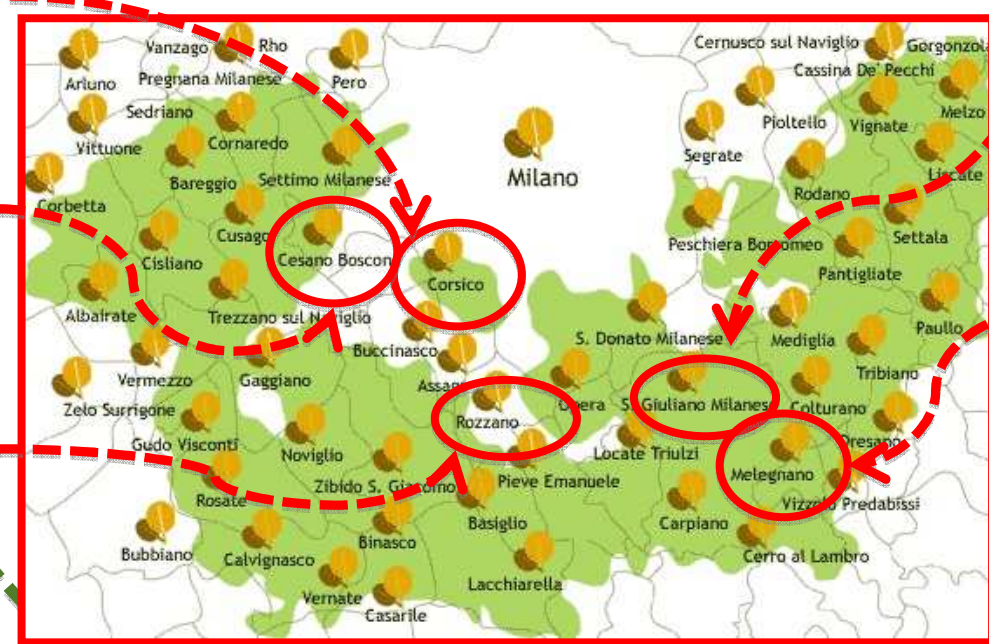 Vanzago
Rho
Cernusco sul Naviglio
Gorgonzola
Arluno
Pregnana Milanese
Pero
Cassina De' Pecchi
Sedriano
Pioltello
Vignate
Melzo
Vittuone
Cornaredo
Segrate
Bareggio
Settimo Milanese
Milano
Rodano
Liscate
Corbetta
Cusago
Peschiera Borromeo
Settala
Cisliano
Cesano Boscon
Corsico
Pantigliate
Albairate
Trezzano sul Naviglio
S. Donato Milanese
Mediglia
Paullo
Buccinasco
Vermezzo
Gaggiano
Assag
Tribiano
Zelo Surrigone
Rozzano
Opera
S. Giuliano Milanes
Colturano
Gudo Visconti
Noviglio
Locate Triulzi
Dresano
Rosate
Zibido S. Giacomo
Pieve Emanuele
Melegnano
Vizzolo Predabissi
Basiglio
Carpiano
Bubbiano
Calvignasco
Binasco
Cerro al Lambro
Vernate
Lacchiarella
Casarile